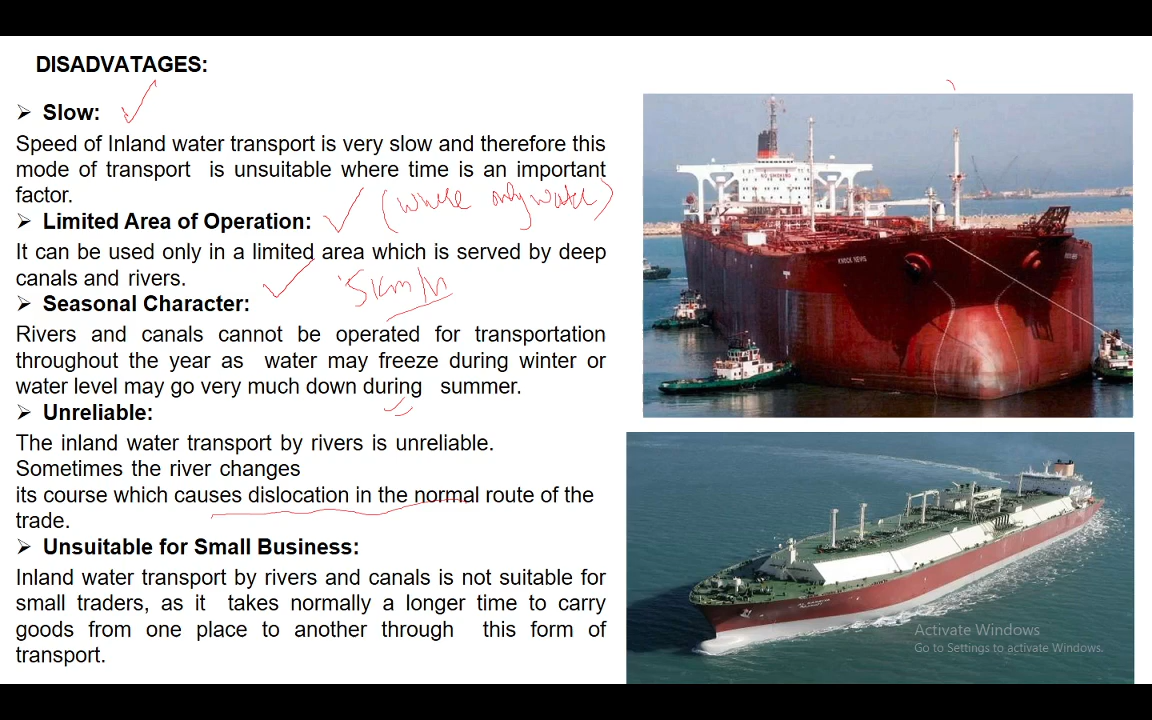 DISADVATAGES:
➢ Slow:
Speed of Inland water transport is very slow and therefore this
mode of transport is unsuitable where time is an important
factor.
(where only water)
➢ Limited Area of Operation:
It can be used only in a limited area which is served by deep
canals and rivers.
5km/h
➢ Seasonal Character:
Rivers and canals cannot be operated for transportation
throughout the year as water may freeze during winter or
water level may go very much down during summer.
➢ Unreliable:
The inland water transport by rivers is unreliable.
Sometimes the river changes
its course which causes dislocation in the normal route of the
trade.
➢ Unsuitable for Small Business:
Inland water transport by rivers and canals is not suitable for
small traders, as it takes normally a longer time to carry
goods from one place to another through this form of
transport.
NO SMOKING
KNOCK NEVIS
Activate Windows
Go to Settings to activate Windows.